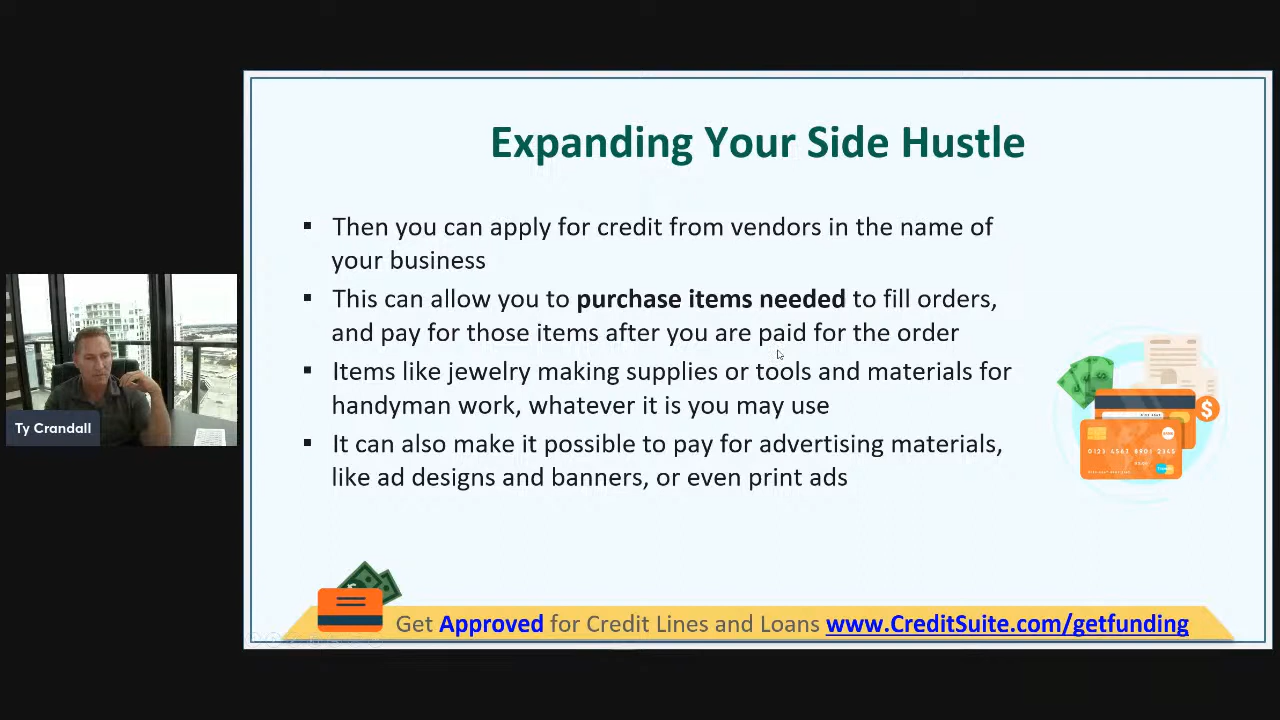 Expanding Your Side Hustle
Then you can apply for credit from vendors in the name of
your business
This can allow you to purchase items needed to fill orders,
and pay for those items after you are paid for the order
Items like jewelry making supplies or tools and materials for
handyman work, whatever it is you may use
It can also make it possible to pay for advertising materials,
like ad designs and banners, or even print ads
Ty Crandall
0123 4567 8901 2345
Get Approved for Credit Lines and Loans www.CreditSuite.com/getfunding